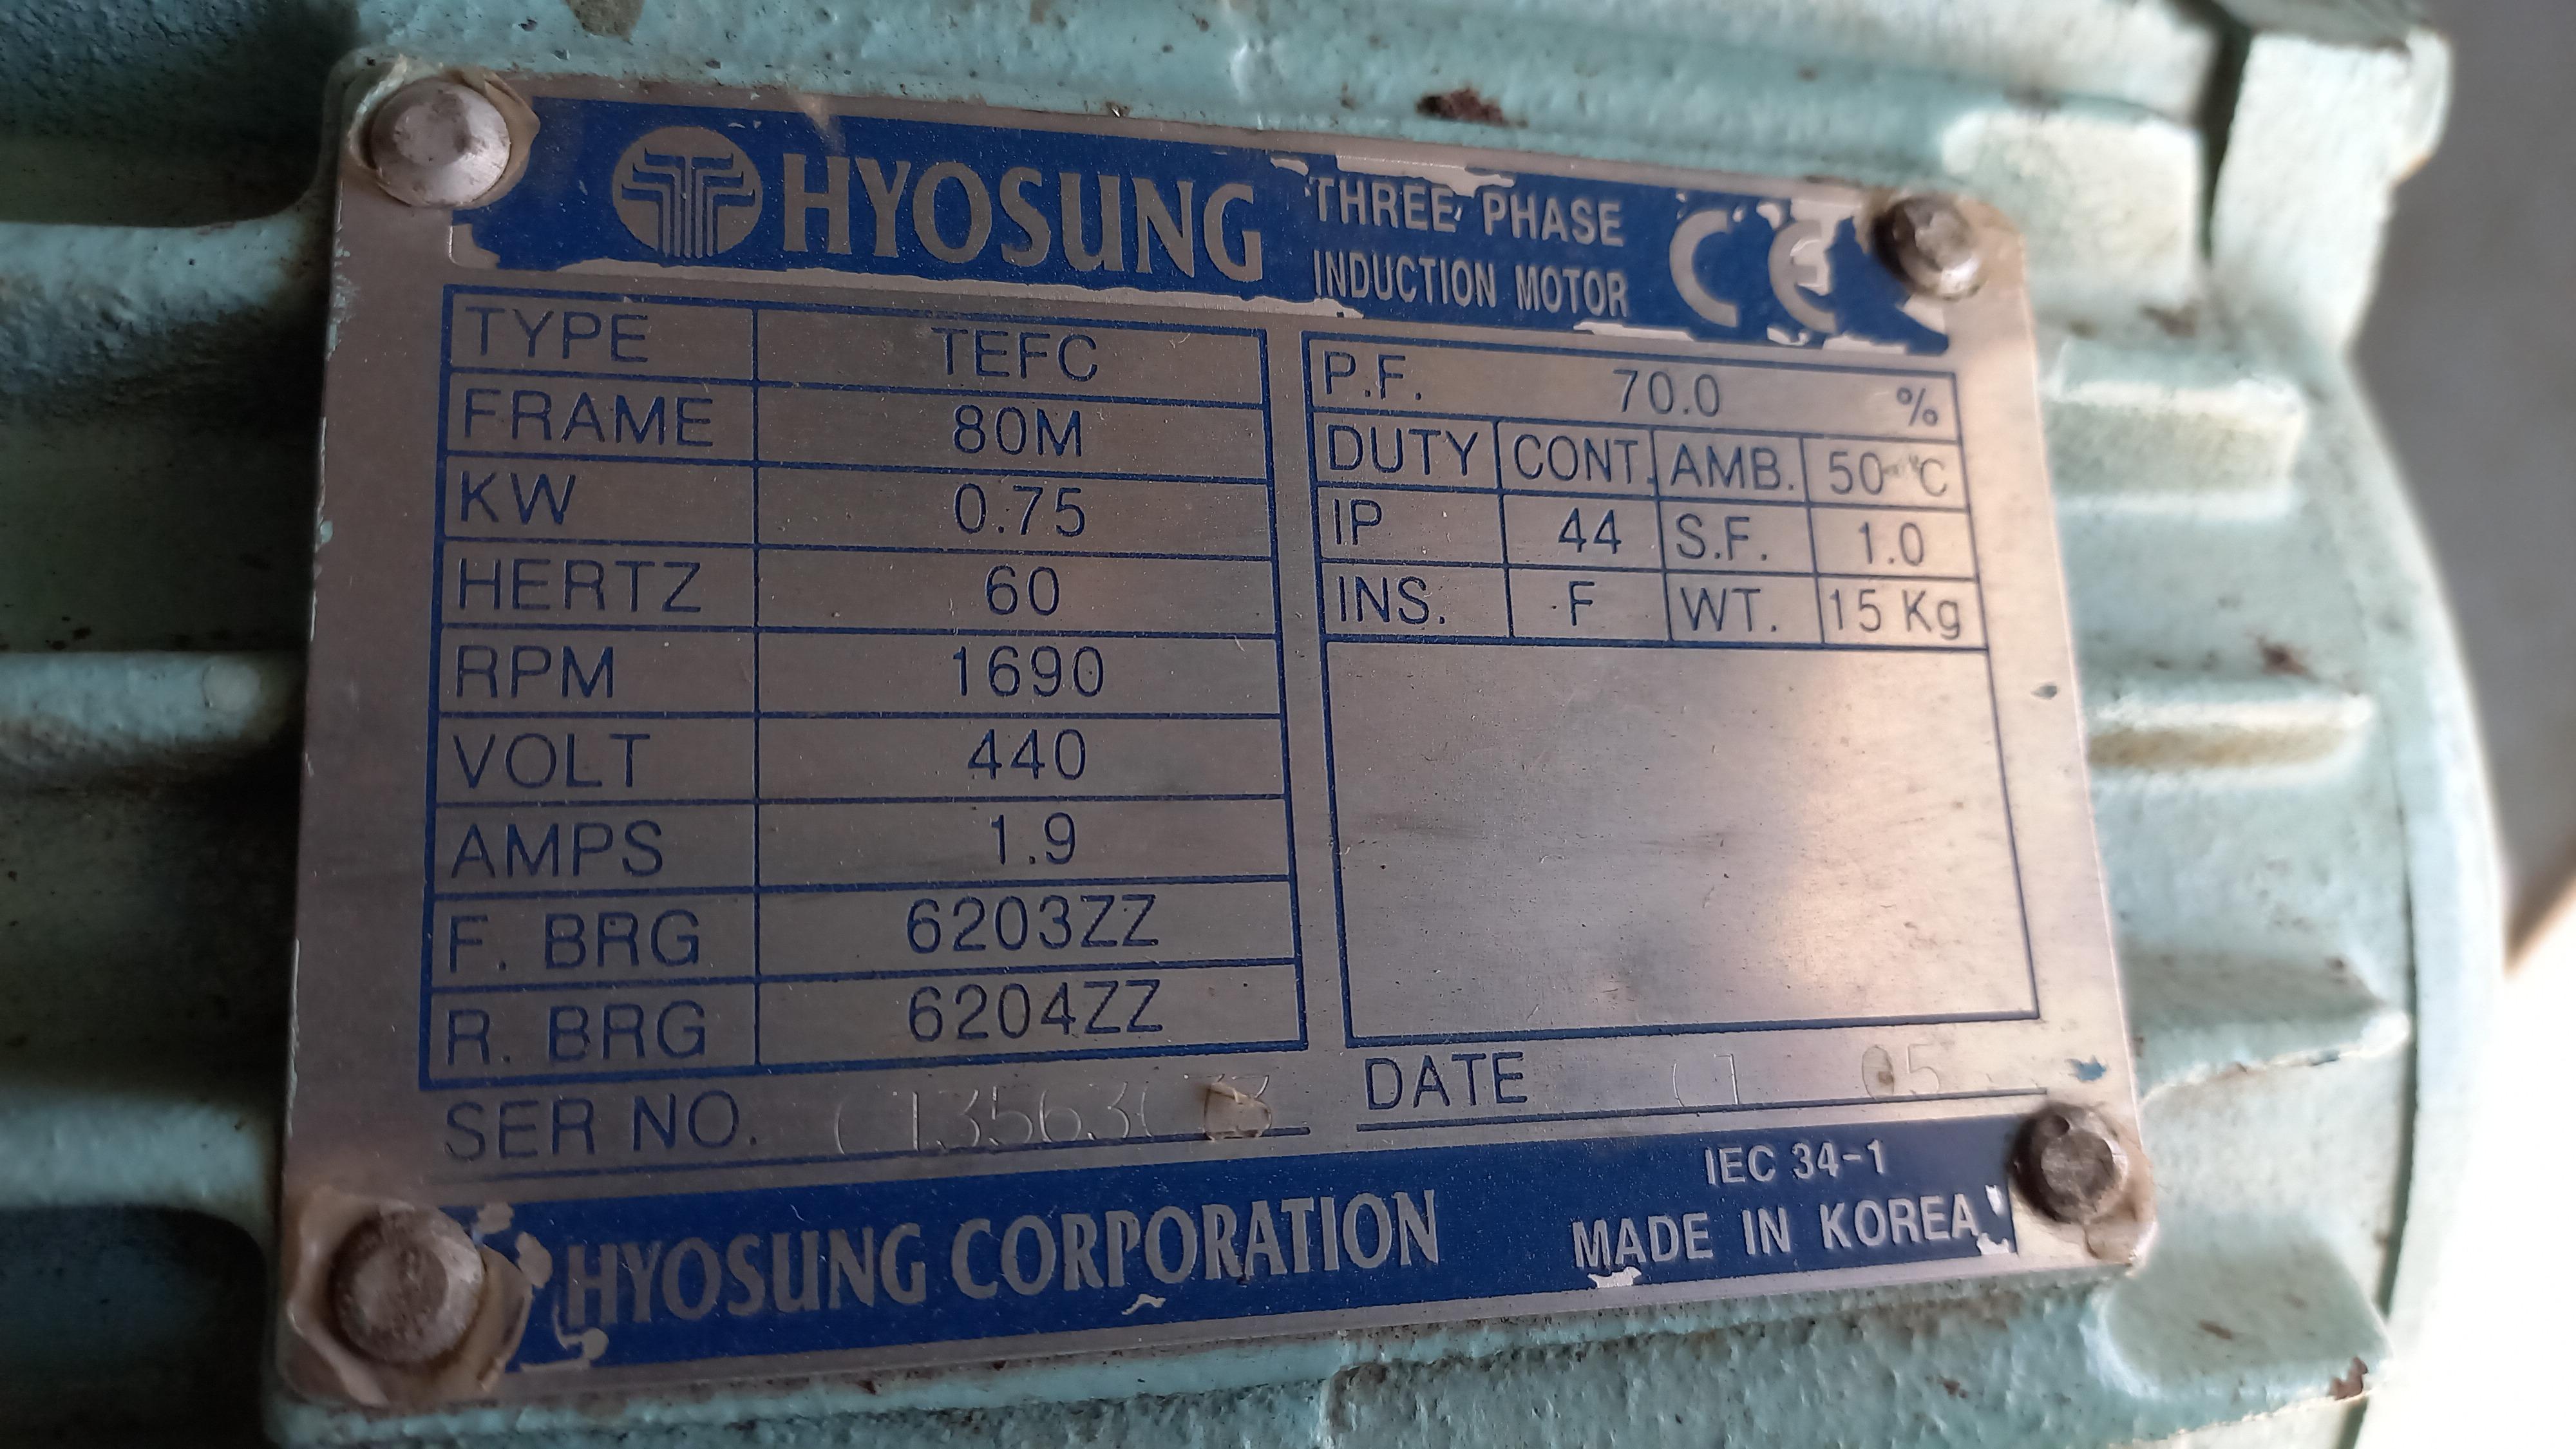 HYOSUNG
THREE PHASE
INDUCTION MOTOR
CE
TYPE TEFC
FRAME 80M
KW 0.75
HERTZ 60
RPM 1690
VOLT 440
AMPS 1.9
F. BRG 6203ZZ
R. BRG 6204ZZ
SER NO.
P.F. 70.0 %
DUTY CONT. AMB. 50 °C
IP 44 S.F. 1.0
INS. F WT. 15 Kg
DATE
HYOSUNG CORPORATION
IEC 34-1
MADE IN KOREA